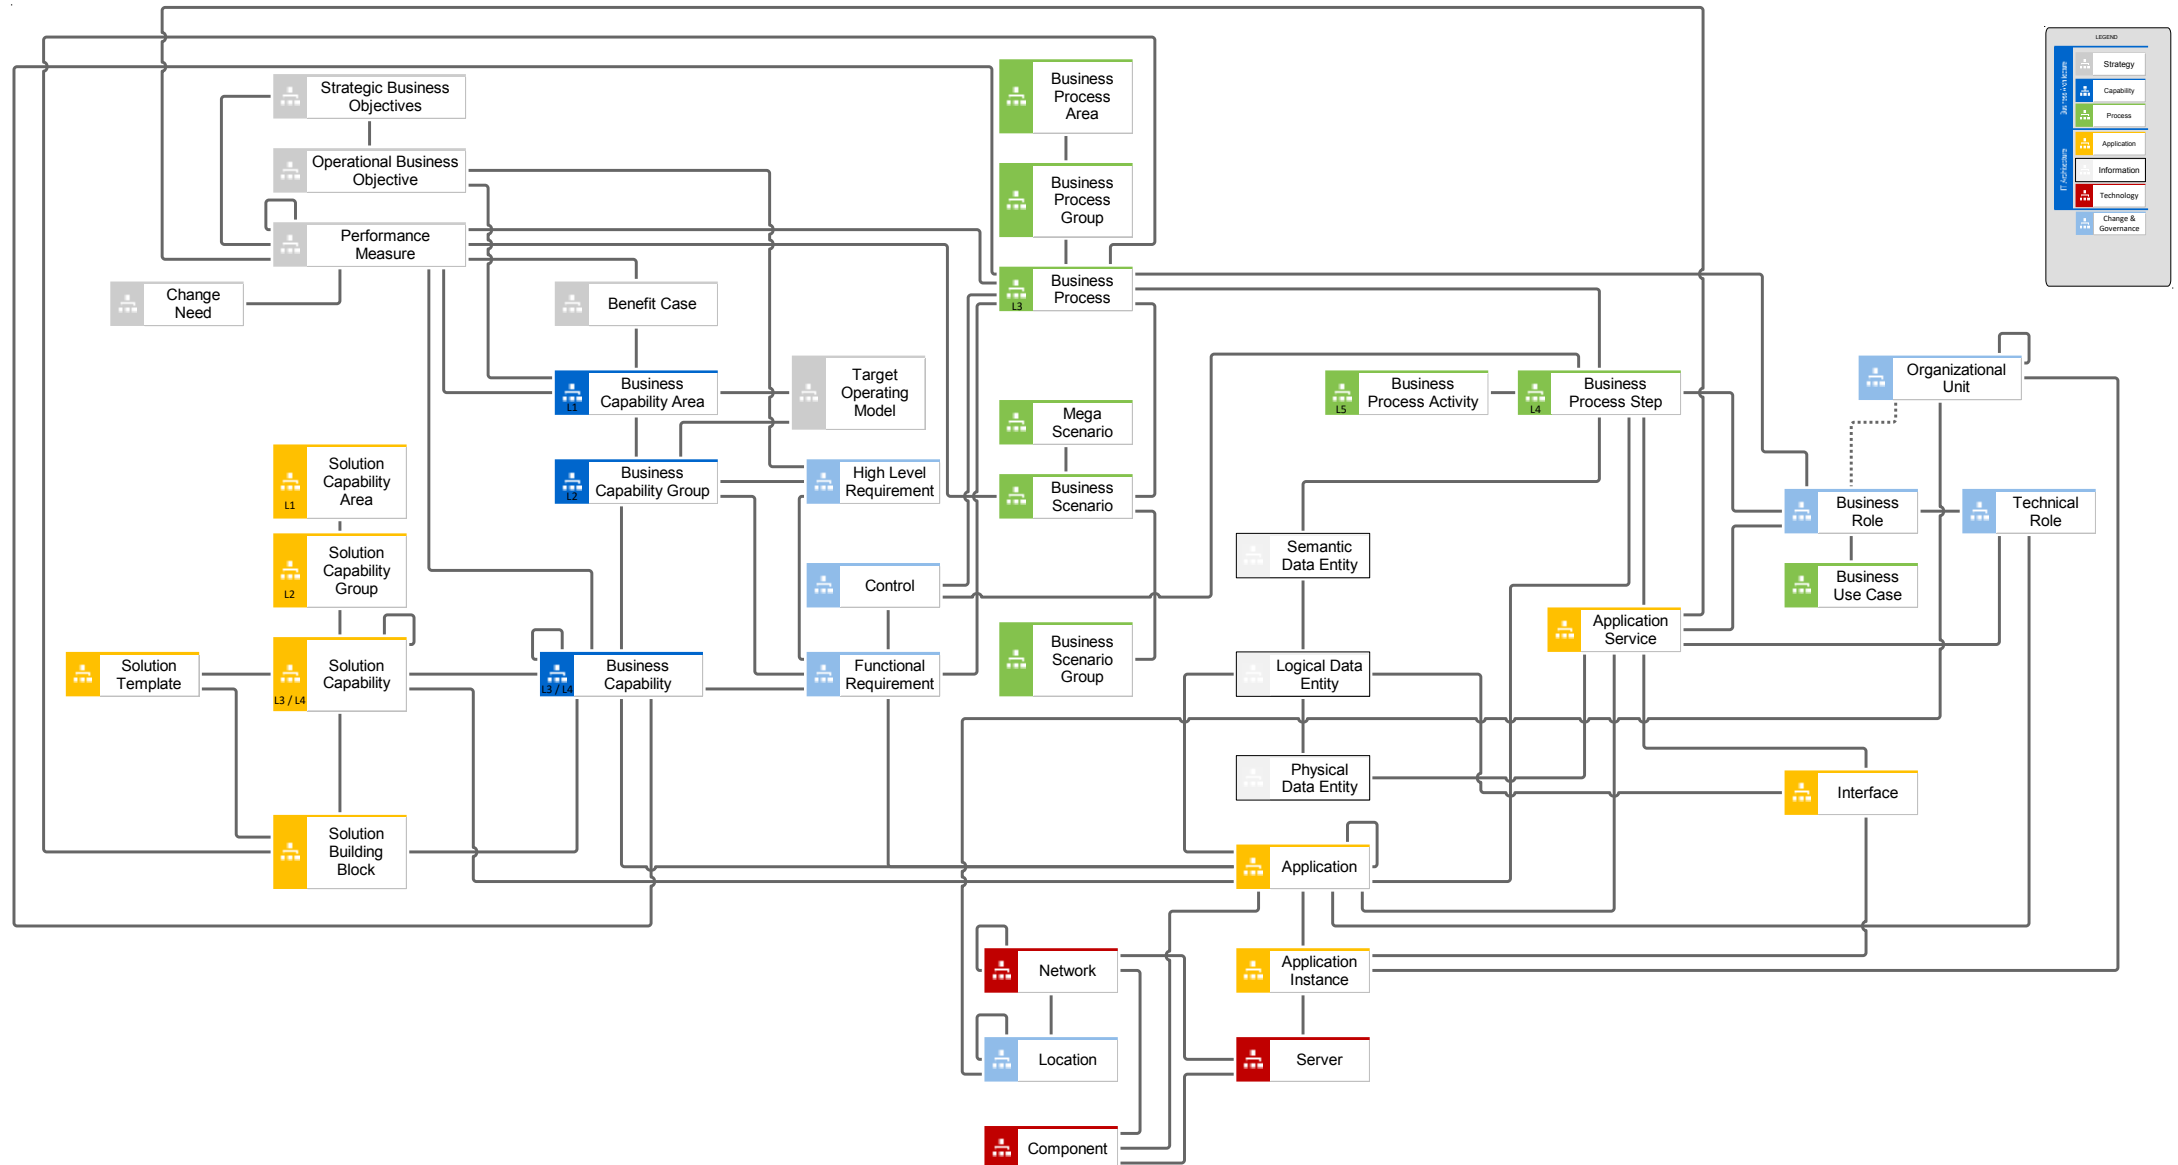 LEGEND
Strategy
Capability
Process
Application
Information
Technology
Change &
Governance
IT Architecture
Strategic Business
Objectives
Operational Business
Objective
Performance
Measure
Change
Need
Benefit Case
Business
Process
Area
Business
Process
Group
Business
Process
L3
Business
Capability Area
L1
Target
Operating
Model
Business
Process Activity
L5
Business
Process Step
L4
Organizational
Unit
Mega
Scenario
Solution
Capability
Area
L1
Business
Capability Group
L2
High Level
Requirement
Business
Scenario
Business
Role
Technical
Role
Solution
Capability
Group
L2
Control
Semantic
Data Entity
Business
Use Case
Application
Service
Solution
Template
Solution
Capability
L3 / L4
Business
Capability
L3 / L4
Functional
Requirement
Business
Scenario
Group
Logical Data
Entity
Physical
Data Entity
Interface
Solution
Building
Block
Application
Network
Application
Instance
Location
Server
Component